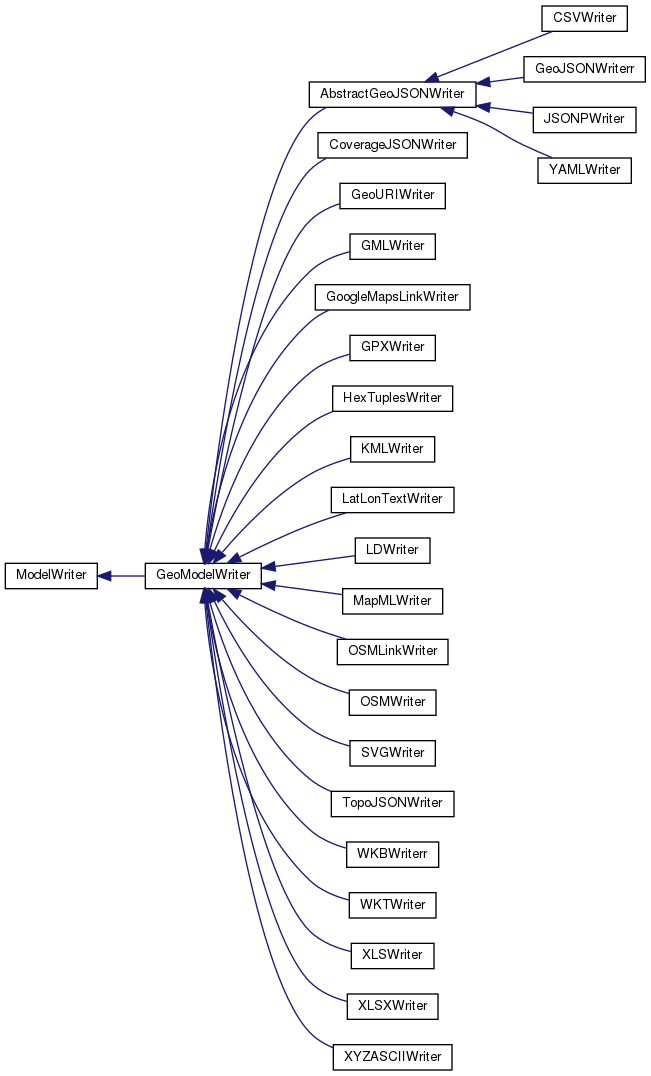 CSVWriter
GeoJSONWriterr
AbstractGeoJSONWriter
JSONPWriter
CoverageJSONWriter
YAMLWriter
GeoURIWriter
GMLWriter
GoogleMapsLinkWriter
GPXWriter
HexTuplesWriter
KMLWriter
LatLonTextWriter
LDWriter
ModelWriter
GeoModelWriter
MapMLWriter
OSMLinkWriter
OSMWriter
SVGWriter
TopoJSONWriter
WKBWriterr
WKTWriter
XLSWriter
XLSXWriter
XYZASCIIWriter